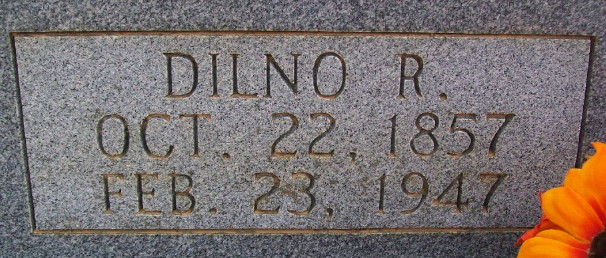 DILNO R.
OCT. 22, 1857
FEB. 23, 1947